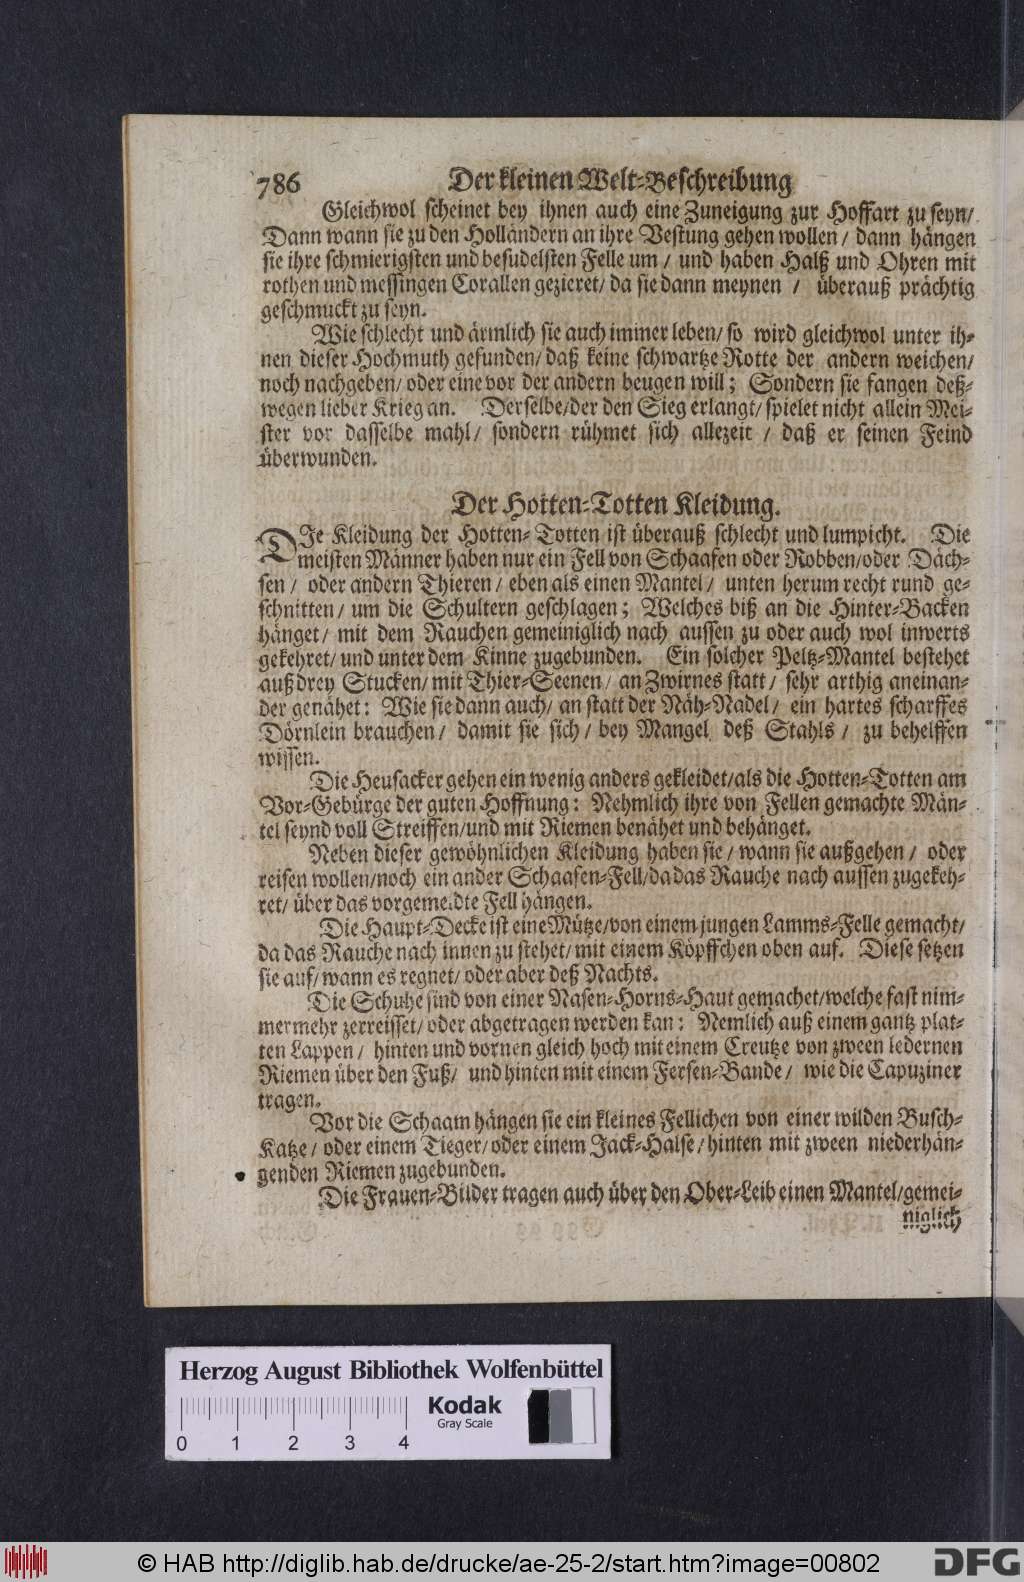 786 Der kleinen Welt-Beschreibung
Gleichwol scheinet bey ihnen auch eine Zuneigung zur Hoffart zu seyn/
Dann wann sie zu den Holländern an ihre Vestung gehen wollen / dann hängen
sie ihre schmierigsten und besudelsten Felle um / und haben Halß und Ohren mit
rothen und messingen Corallen gezieret/ da sie dann meynen / überauß prächtig
geschmuckt zu seyn.
Wie schlecht und ärmlich sie auch immer leben/ so wird gleichwol unter ih-
nen dieser Hochmuth gefunden/ daß keine schwartze Rotte der andern weichen/
noch nachgeben/ oder eine vor der andern beugen will; Sondern sie fangen deß-
wegen lieber Krieg an. Derselbe/der den Sieg erlangt/ spielet nicht allein Mei-
ster vor dasselbe mahl/ sondern rühmet sich allezeit / daß er seinen Feind
überwunden.
Der Hotten-Totten Kleidung.
DJe Kleidung der Hotten-Totten ist überauß schlecht und lumpicht. Die
meisten Männer haben nur ein Fell von Schaafen oder Robben/oder Däch-
sen / oder andern Thieren / eben als einen Mantel / unten herum recht rund ge-
schnitten / um die Schultern geschlagen; Welches biß an die Hinter-Backen
hänget / mit dem Rauchen gemeiniglich nach aussen zu oder auch wol inwerts
gekehret/ und unter dem Kinne zugebunden. Ein solcher Peltz-Mantel bestehet
auß drey Stucken/ mit Thier-Seenen / an Zwirnes statt / sehr arthig aneinan-
der genähet: Wie sie dann auch/ an statt der Näh-Nadel/ ein hartes scharffes
Dörnlein brauchen / damit sie sich / bey Mangel deß Stahls / zu behelffen
wissen.
Die Heusacker gehen ein wenig anders gekleidet/als die Hotten-Totten am
Vor-Gebürge der guten Hoffnung: Nehmlich ihre von Fellen gemachte Män-
tel seynd voll Streiffen/und mit Riemen benähet und behänget.
Neben dieser gewöhnlichen Kleidung haben sie / wann sie außgehen / oder
reisen wollen/noch ein ander Schaafen-Fell/da das Rauche nach aussen zugekeh-
ret/ über das vorgemeldte Fell hängen.
Die Haupt-Decke ist eine Mütze/von einem jungen Lamms-Felle gemacht/
da das Rauche nach innen zu stehet/ mit einem Köpffchen oben auf. Diese setzen
sie auf/ wann es regnet/ oder aber deß Nachts.
Die Schuhe sind von einer Nasen-Horns-Haut gemachet/welche fast nim-
mermehr zerreisset/ oder abgetragen werden kan: Nemlich auß einem gantz plat-
ten Lappen / hinten und vornen gleich hoch mit einem Creutze von zween ledernen
Riemen über den Fuß/ und hinten mit einem Fersen-Bande / wie die Capuziner
tragen.
Vor die Schaam hängen sie ein kleines Fellichen von einer wilden Busch-
Katze / oder einem Tieger/ oder einem Jack-Halse / hinten mit zween niederhän-
genden Riemen zugebunden.
Die Frauen-Bilder tragen auch über den Ober-Leib einen Mantel/gemei-
niglich
Herzog August Bibliothek Wolfenbüttel
Kodak
Gray Scale
0 1 2 3 4
© HAB http://diglib.hab.de/drucke/ae-25-2/start.htm?image=00802
DFG